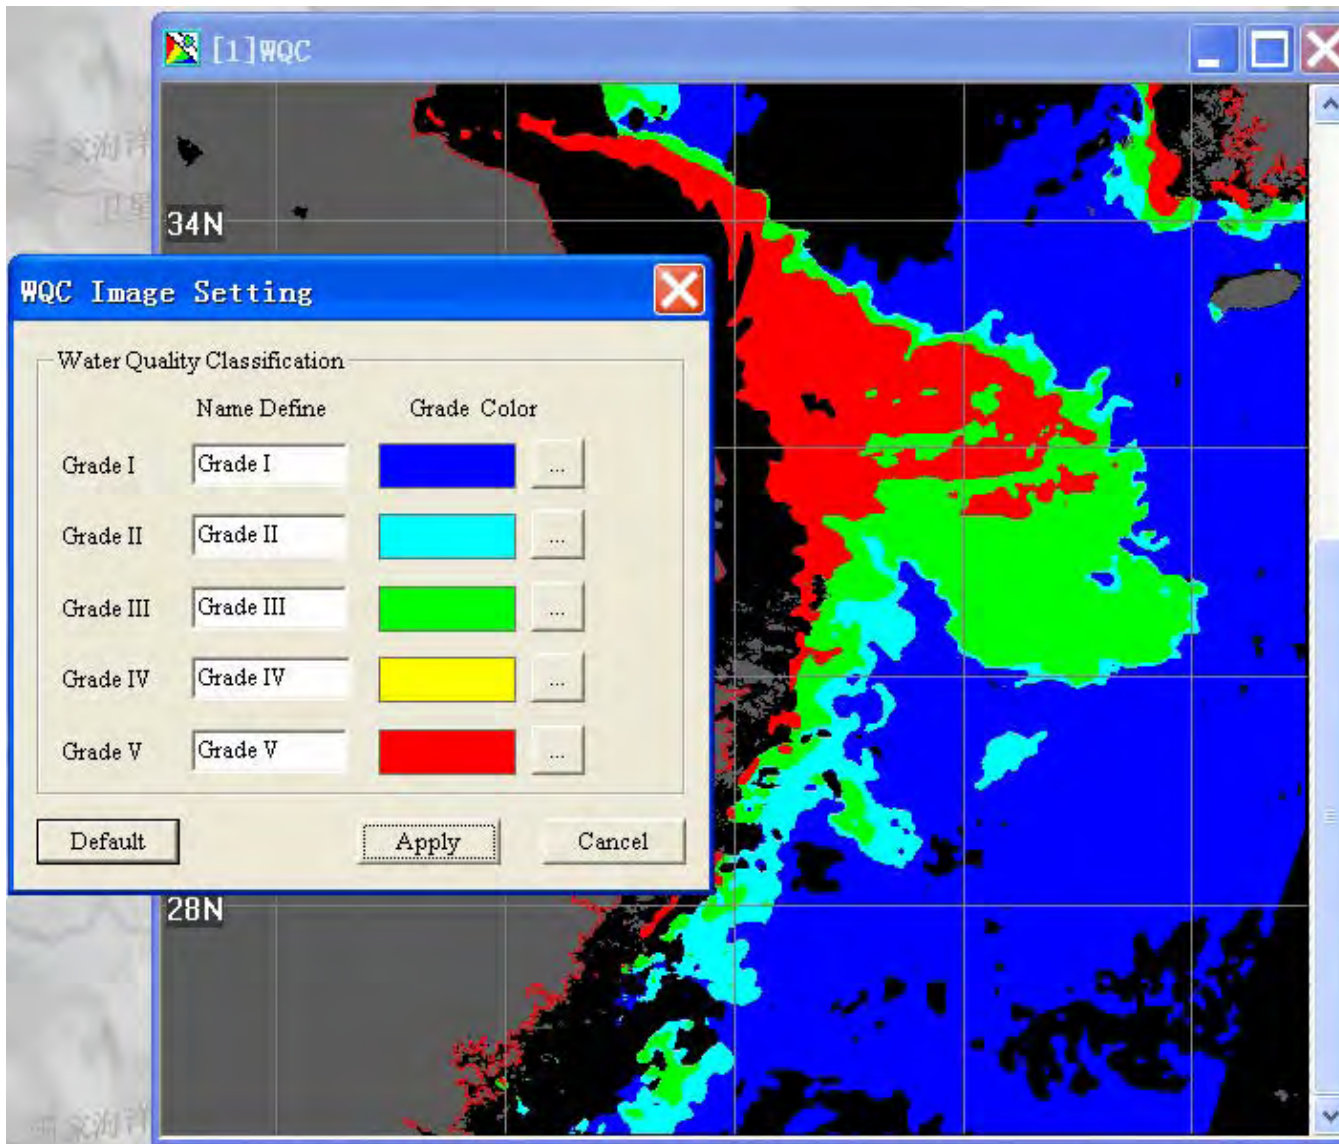 [1]WQC
34N
WQC Image Setting
Water Quality Classification
Name Define Grade Color
Grade I Grade I ...
Grade II Grade II ...
Grade III Grade III ...
Grade IV Grade IV ...
Grade V Grade V ...
Default Apply Cancel
28N